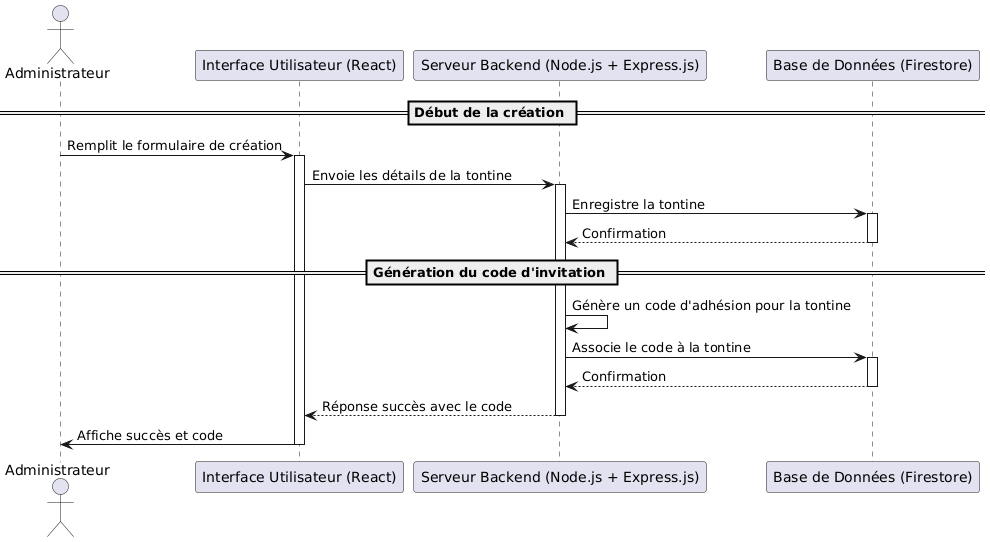 Administrateur
Interface Utilisateur (React)
Serveur Backend (Node.js + Express.js)
Base de Données (Firestore)
Début de la création
Remplit le formulaire de création
Envoie les détails de la tontine
Enregistre la tontine
Confirmation
Génération du code d'invitation
Génère un code d'adhésion pour la tontine
Associe le code à la tontine
Confirmation
Réponse succès avec le code
Affiche succès et code
Administrateur
Interface Utilisateur (React)
Serveur Backend (Node.js + Express.js)
Base de Données (Firestore)